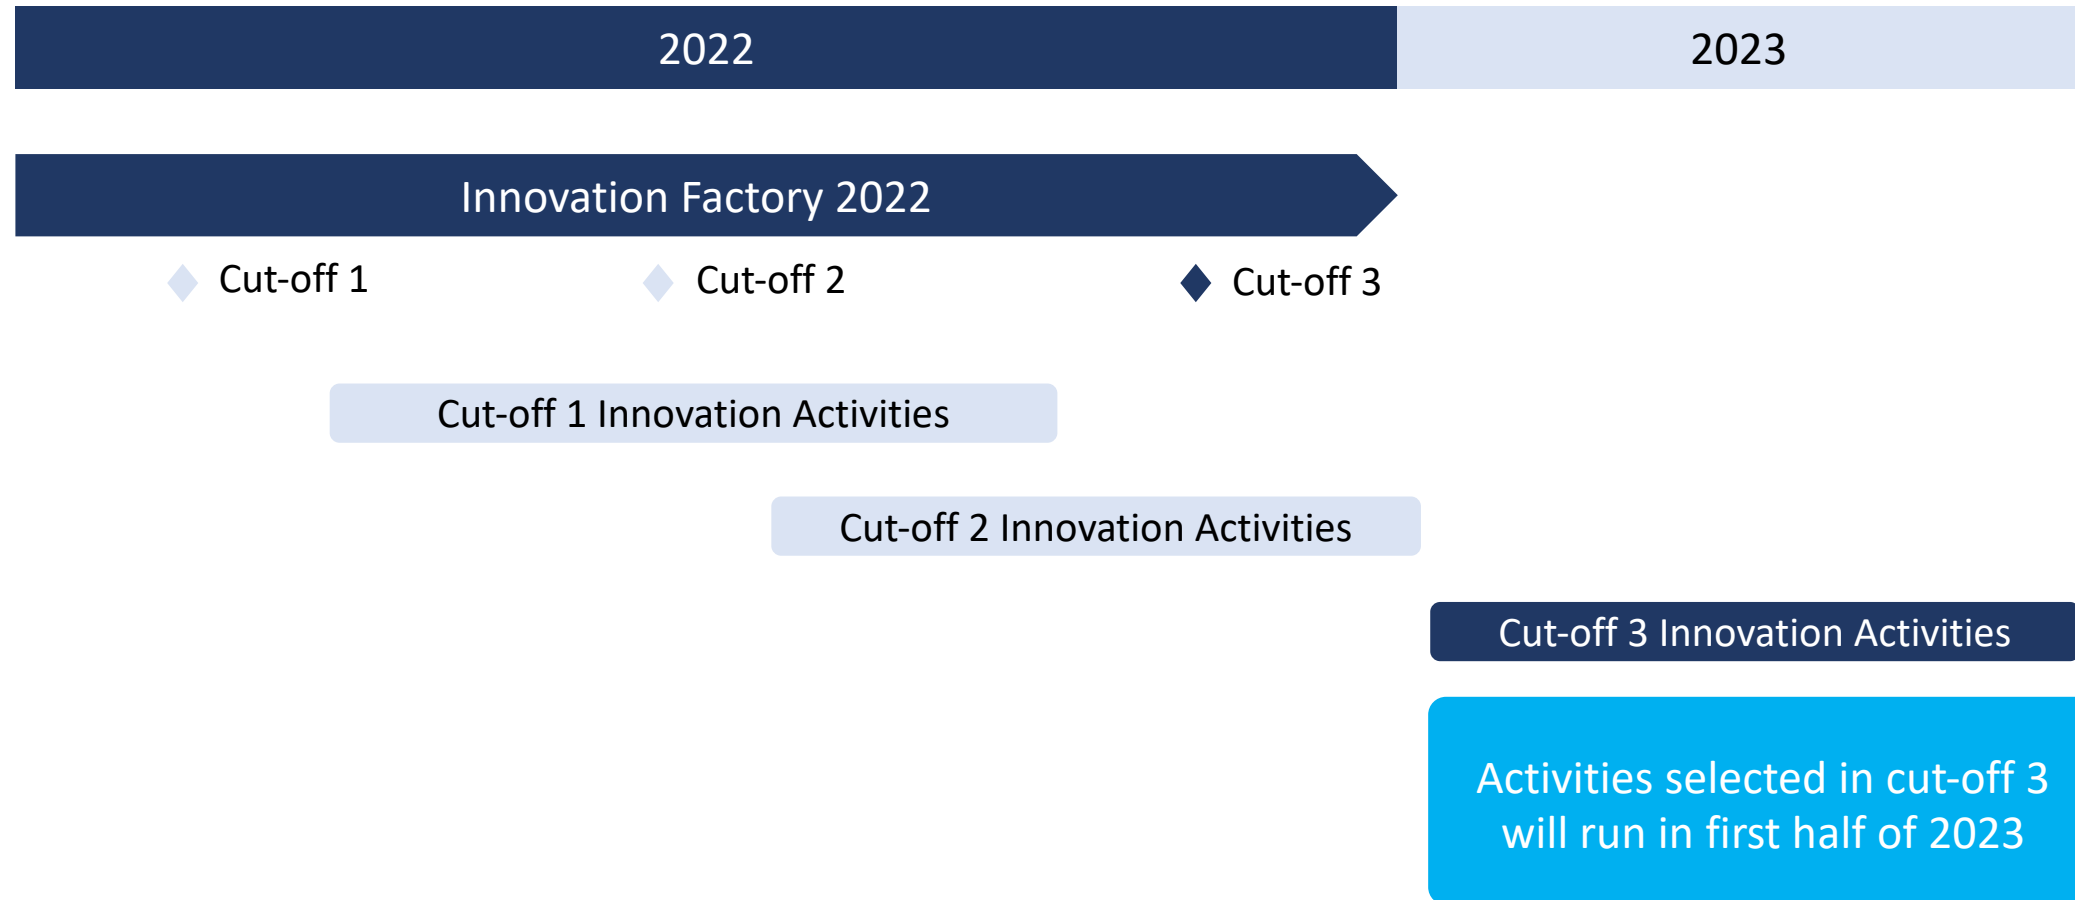 2022
2023
Innovation Factory 2022
Cut-off 1
Cut-off 2
Cut-off 3
Cut-off 1 Innovation Activities
Cut-off 2 Innovation Activities
Cut-off 3 Innovation Activities
Activities selected in cut-off 3
will run in first half of 2023